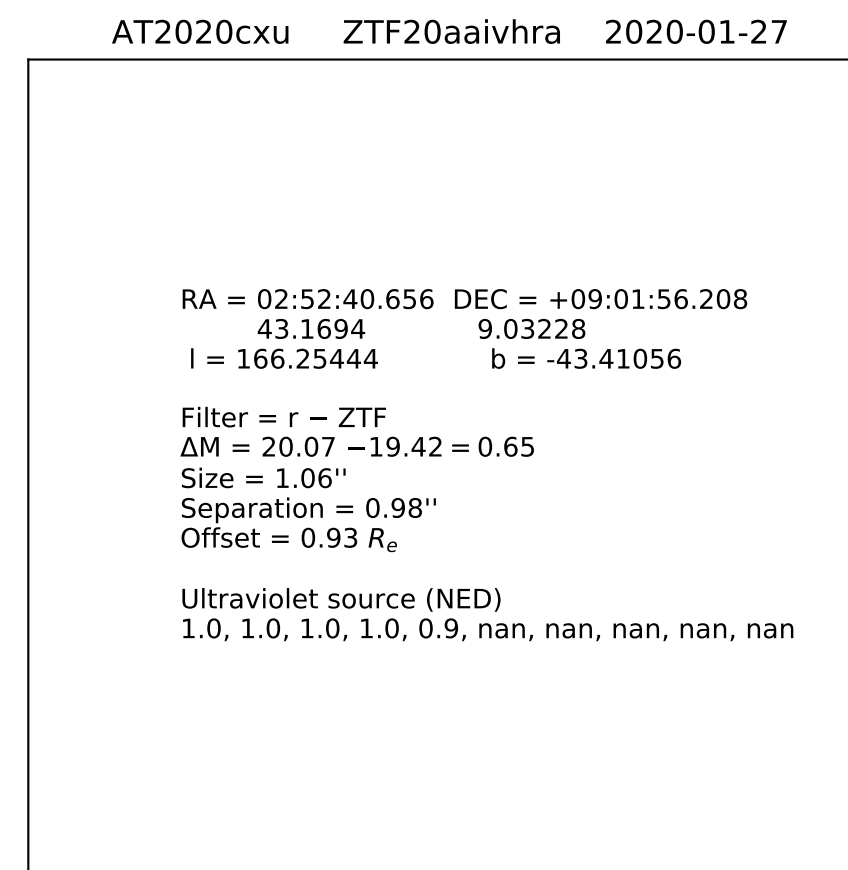 AT2020cxu ZTF20aaivhra 2020-01-27
RA = 02:52:40.656 DEC = +09:01:56.208
43.1694 9.03228
l = 166.25444 b = -43.41056
Filter = r − ZTF
ΔM = 20.07 −19.42 = 0.65
Size = 1.06''
Separation = 0.98''
Offset = 0.93 Re
Ultraviolet source (NED)
1.0, 1.0, 1.0, 1.0, 0.9, nan, nan, nan, nan, nan